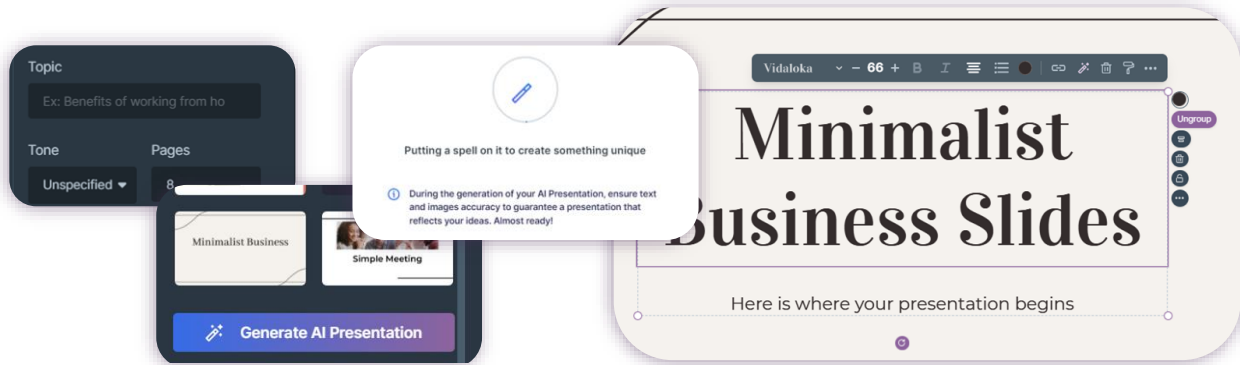 Topic
Ex: Benefits of working from ho
Tone Pages
Unspecified 8
Minimalist Business
Simple Meeting
Generate AI Presentation
Putting a spell on it to create something unique
During the generation of your AI Presentation, ensure text
and images accuracy to guarantee a presentation that
reflects your ideas. Almost ready!
Vidaloka − 66 + B I
Ungroup
Minimalist
Business Slides
Here is where your presentation begins